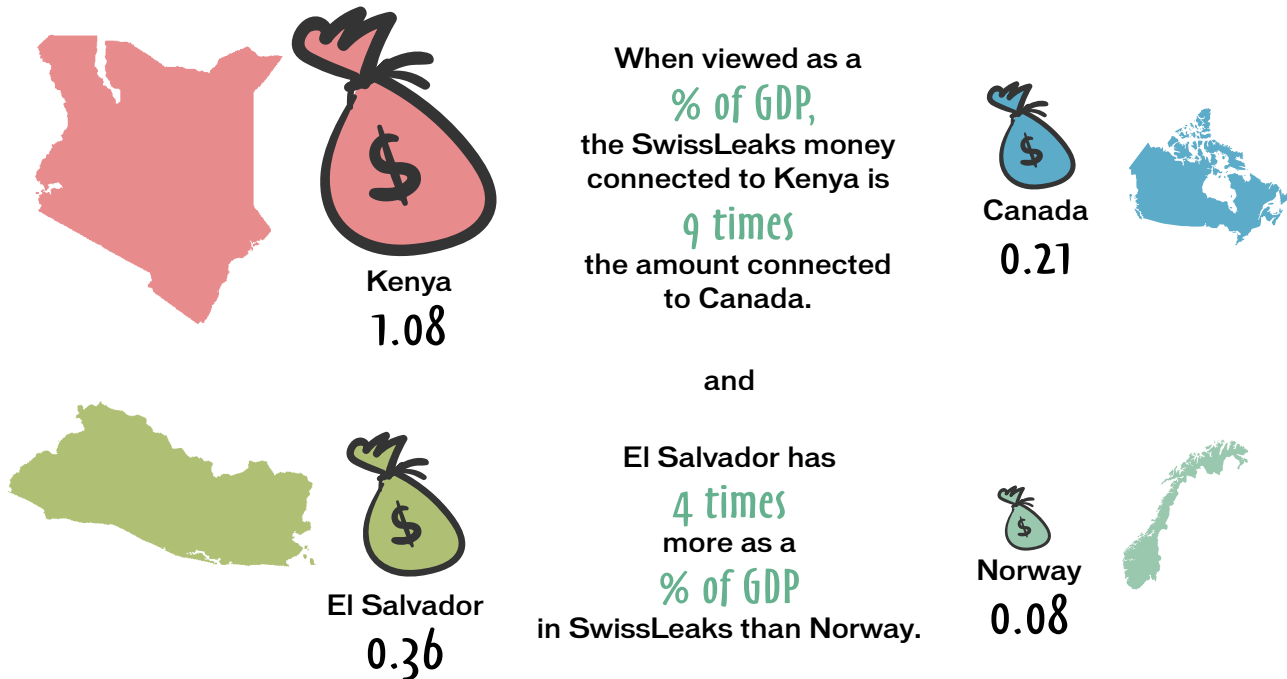 When viewed as a
% of GDP,
the SwissLeaks money
connected to Kenya is
9 times
the amount connected
to Canada.
$
Kenya
1.08
$
Canada
0.21
and
$
El Salvador
0.36
El Salvador has
4 times
more as a
% of GDP
in SwissLeaks than Norway.
$
Norway
0.08